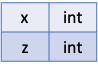 x int
z int